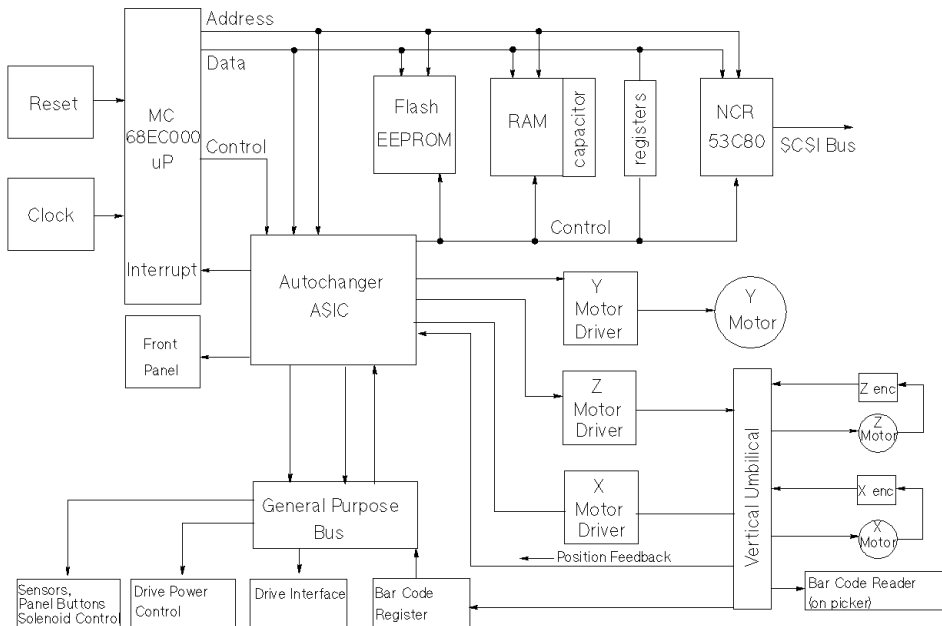 Address
Data
Reset
MC
68EC000
uP
Control
Clock
Interrupt
Flash
EEPROM
RAM
capacitor
registers
NCR
53C80
SCSI Bus
Control
Autochanger
ASIC
Front
Panel
Y
Motor
Driver
Y
Motor
Z
Motor
Driver
Vertical Umbilical
Z enc
Z
Motor
X
Motor
Driver
X enc
X
Motor
General Purpose
Bus
Position Feedback
Sensors,
Panel Buttons
Solenoid Control
Drive Power
Control
Drive Interface
Bar Code
Register
Bar Code Reader
(on picker)